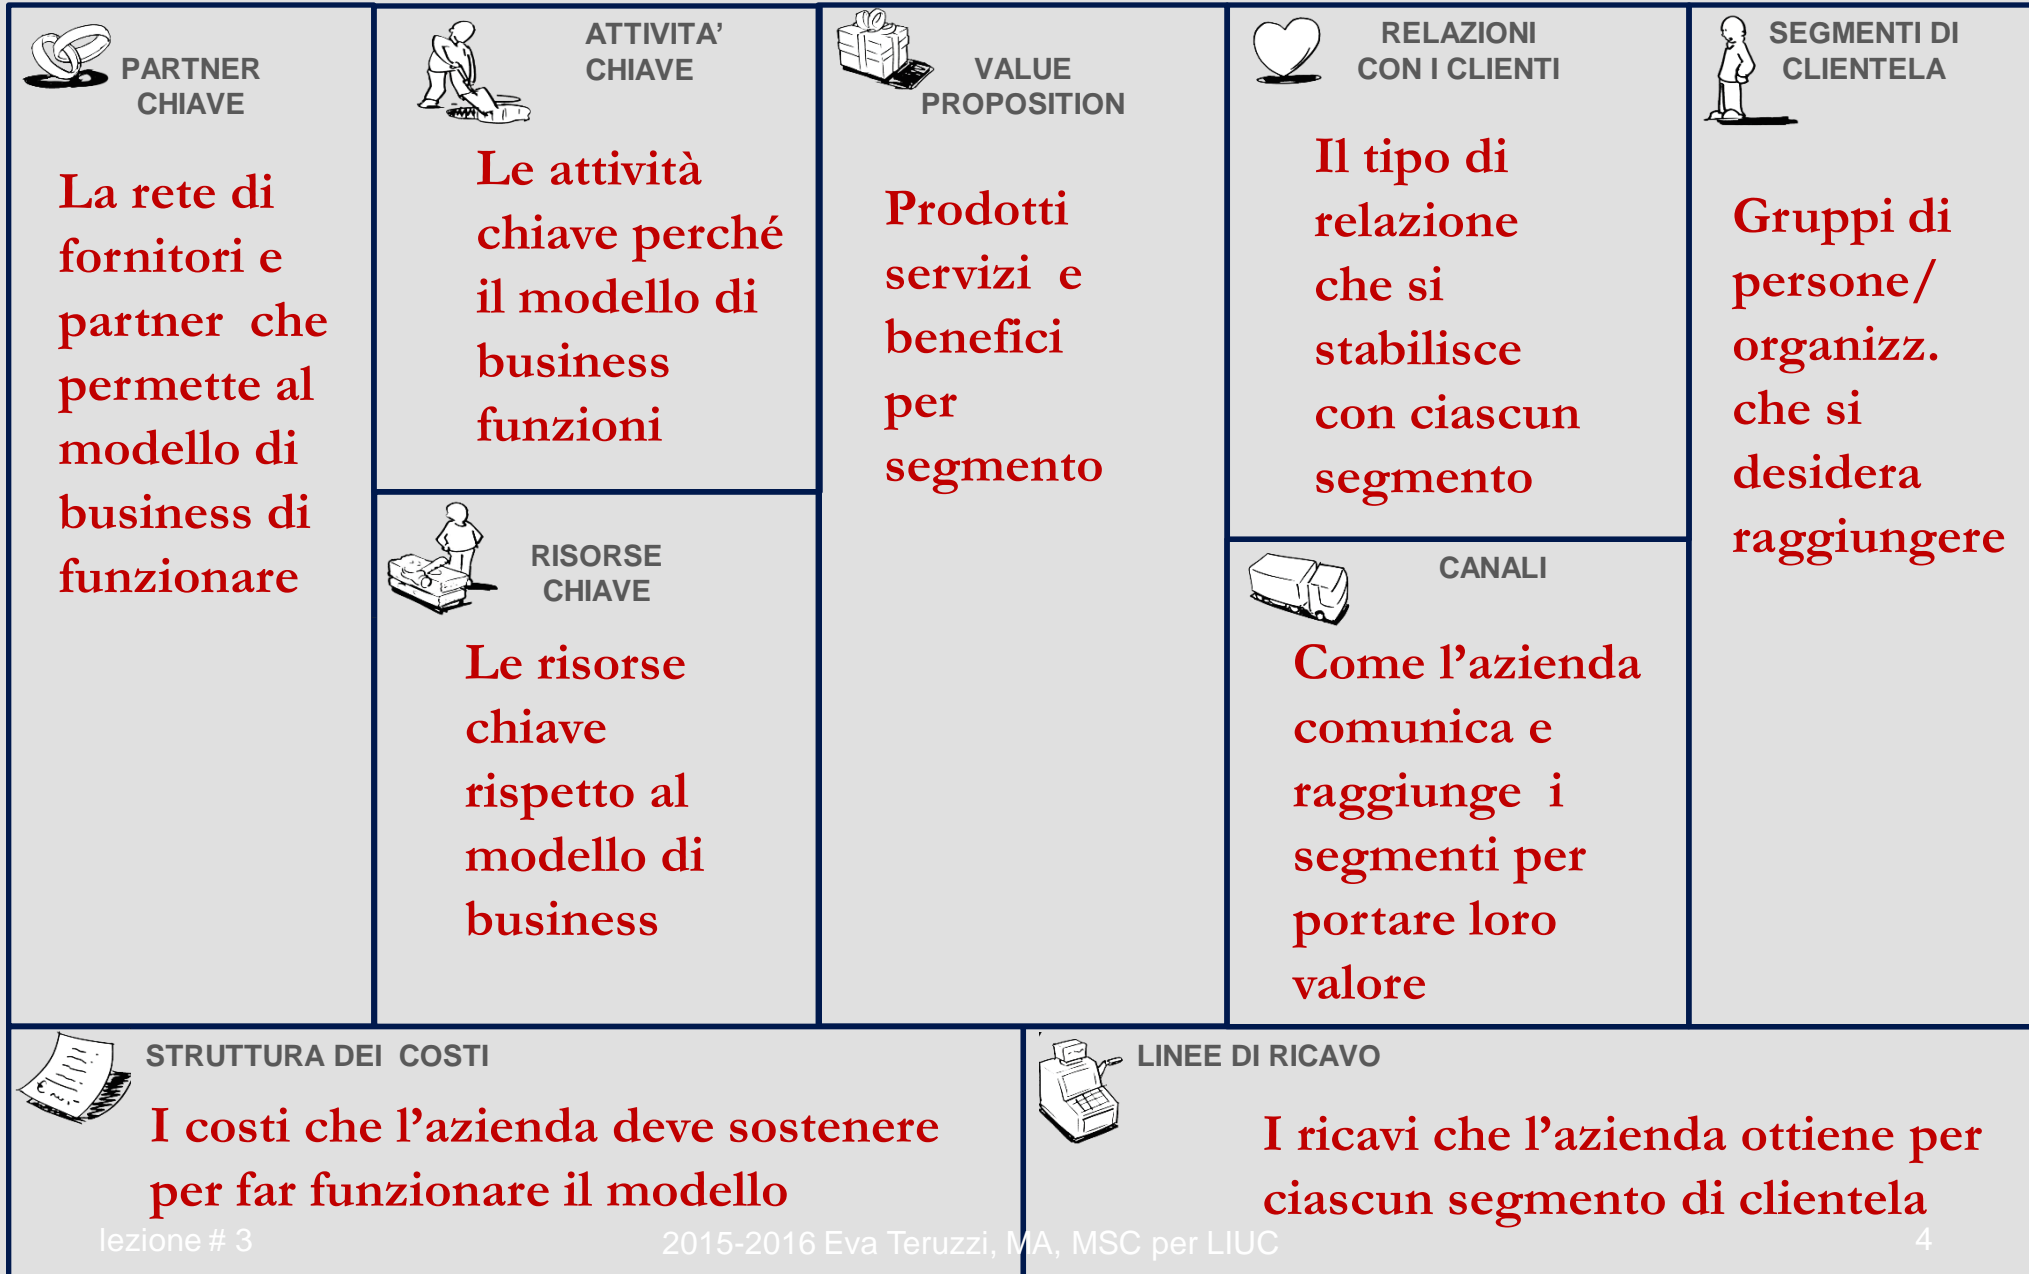 PARTNER
CHIAVE
La rete di
fornitori e
partner che
permette al
modello di
business di
funzionare
ATTIVITA’
CHIAVE
Le attività
chiave perché
il modello di
business
funzioni
RISORSE
CHIAVE
Le risorse
chiave
rispetto al
modello di
business
VALUE
PROPOSITION
Prodotti
servizi e
benefici
per
segmento
RELAZIONI
CON I CLIENTI
Il tipo di
relazione
che si
stabilisce
con ciascun
segmento
CANALI
Come l’azienda
comunica e
raggiunge i
segmenti per
portare loro
valore
SEGMENTI DI
CLIENTELA
Gruppi di
persone/
organizz.
che si
desidera
raggiungere
STRUTTURA DEI COSTI
I costi che l’azienda deve sostenere
per far funzionare il modello
LINEE DI RICAVO
I ricavi che l’azienda ottiene per
ciascun segmento di clientela
lezione # 3
2015-2016 Eva Teruzzi, MA, MSC per LIUC
4